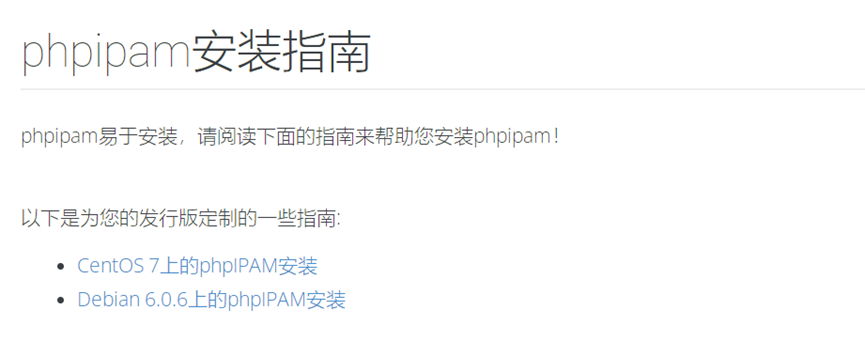 phpipam安装指南
phpipam易于安装，请阅读下面的指南来帮助您安装phpipam！
以下是为您的发行版定制的一些指南:
CentOS 7上的phpIPAM安装
Debian 6.0.6上的phpIPAM安装